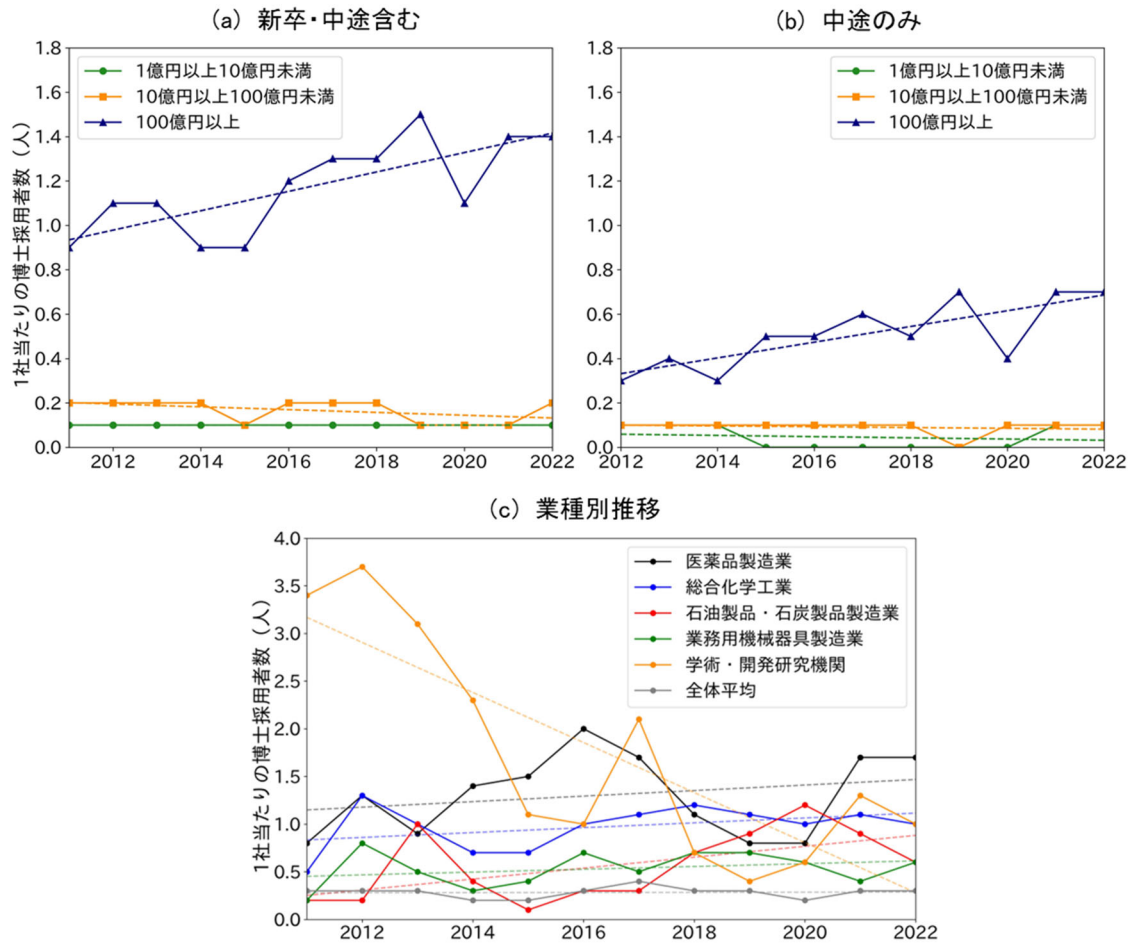 (a) 新卒・中途含む
(b) 中途のみ
1社当たりの博士採用者数（人）
1.8
1.6
1.4
1.2
1.0
0.8
0.6
0.4
0.2
0.0
1億円以上10億円未満
10億円以上100億円未満
100億円以上
2012
2014
2016
2018
2020
2022
1.8
1.6
1.4
1.2
1.0
0.8
0.6
0.4
0.2
0.0
1億円以上10億円未満
10億円以上100億円未満
100億円以上
2012
2014
2016
2018
2020
2022
(c) 業種別推移
1社当たりの博士採用者数（人）
4.0
3.5
3.0
2.5
2.0
1.5
1.0
0.5
0.0
医薬品製造業
総合化学工業
石油製品・石炭製品製造業
業務用機械器具製造業
学術・開発研究機関
全体平均
2012
2014
2016
2018
2020
2022